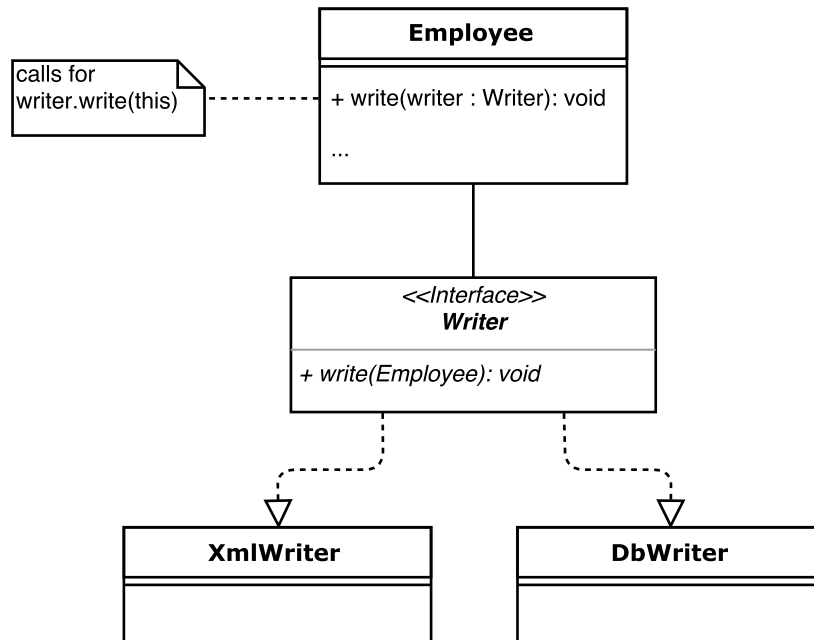 Employee
calls for
writer.write(this)
+ write(writer : Writer): void
...
<<Interface>>
Writer
+ write(Employee): void
XmlWriter
DbWriter